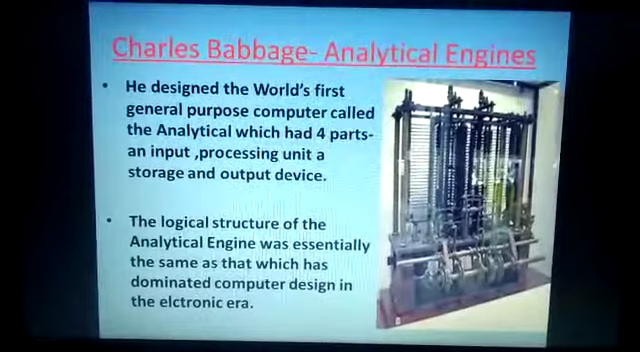 Charles Babbage- Analytical Engines
• He designed the World's first
general purpose computer called
the Analytical which had 4 parts-
an input ,processing unit a
storage and output device.
• The logical structure of the
Analytical Engine was essentially
the same as that which has
dominated computer design in
the elctronic era.